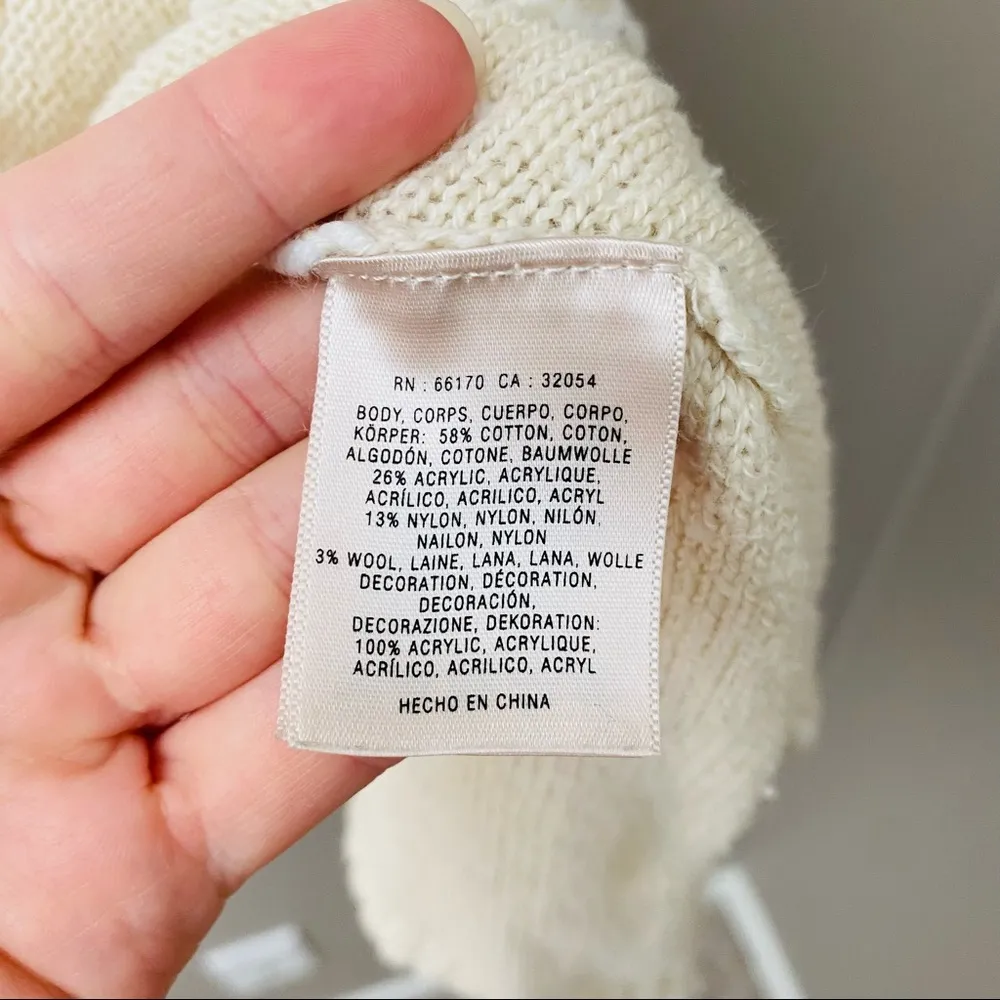 RN : 66170 CA : 32054
BODY, CORPS, CUERPO, CORPO,
KÖRPER: 58% COTTON, COTON,
ALGODÓN, COTONE, BAUMWOLLE
26% ACRYLIC, ACRYLIQUE,
ACRÍLICO, ACRILICO, ACRYL
13% NYLON, NYLON, NILÓN,
NAILON, NYLON
3% WOOL, LAINE, LANA, LANA, WOLLE
DECORATION, DÉCORATION,
DECORACIÓN,
DECORAZIONE, DEKORATION:
100% ACRYLIC, ACRYLIQUE,
ACRÍLICO, ACRILICO, ACRYL
HECHO EN CHINA